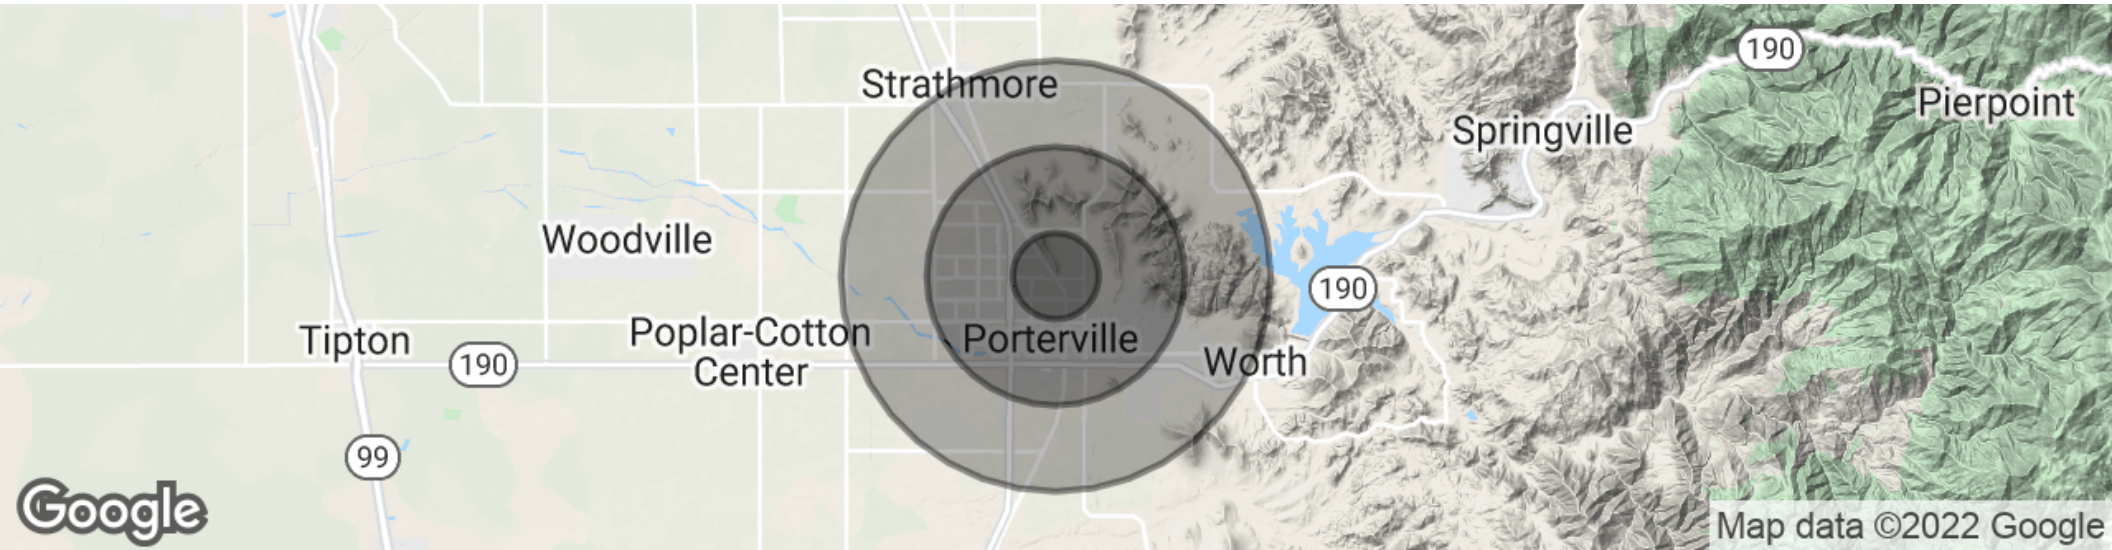 190
Strathmore
Pierpoint
Springville
Woodville
190
Tipton
Poplar-Cotton
Center
Porterville
190
Worth
99
Google
Map data ©2022 Google